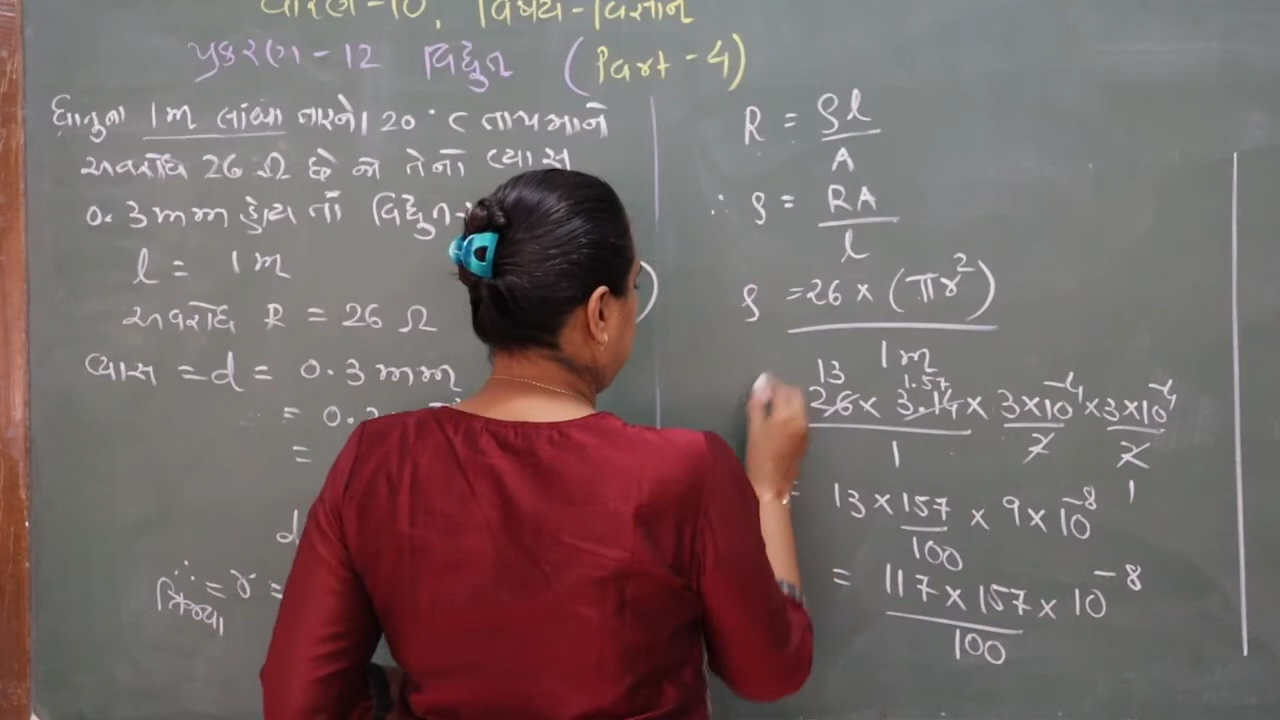 ધોરણ-10, વિષય-વિજ્ઞાન
પ્રકરણ-12 વિદ્યુત (Part-4)
ધાતુના 1m લાંબા તારનો 20°C તાપમાને
અવરોધ 26 Ω છે જો તેનો વ્યાસ
0.3mm હોય તો વિદ્યુત
l = 1m
અવરોધ R = 26 Ω
વ્યાસ = d = 0.3 mm
= 0.
=
d
∴ = r =
ત્રિજ્યા
R = ρl / A
∴ ρ = RA / l
ρ = 26 × (πr²) / 1m
13 1.57
26 × 3.14 × 3×10⁻⁴ × 3×10⁻⁴
1 2 2
1
= 13 × 157 / 100 × 9 × 10⁻⁸
= 117 × 157 × 10⁻⁸ / 100